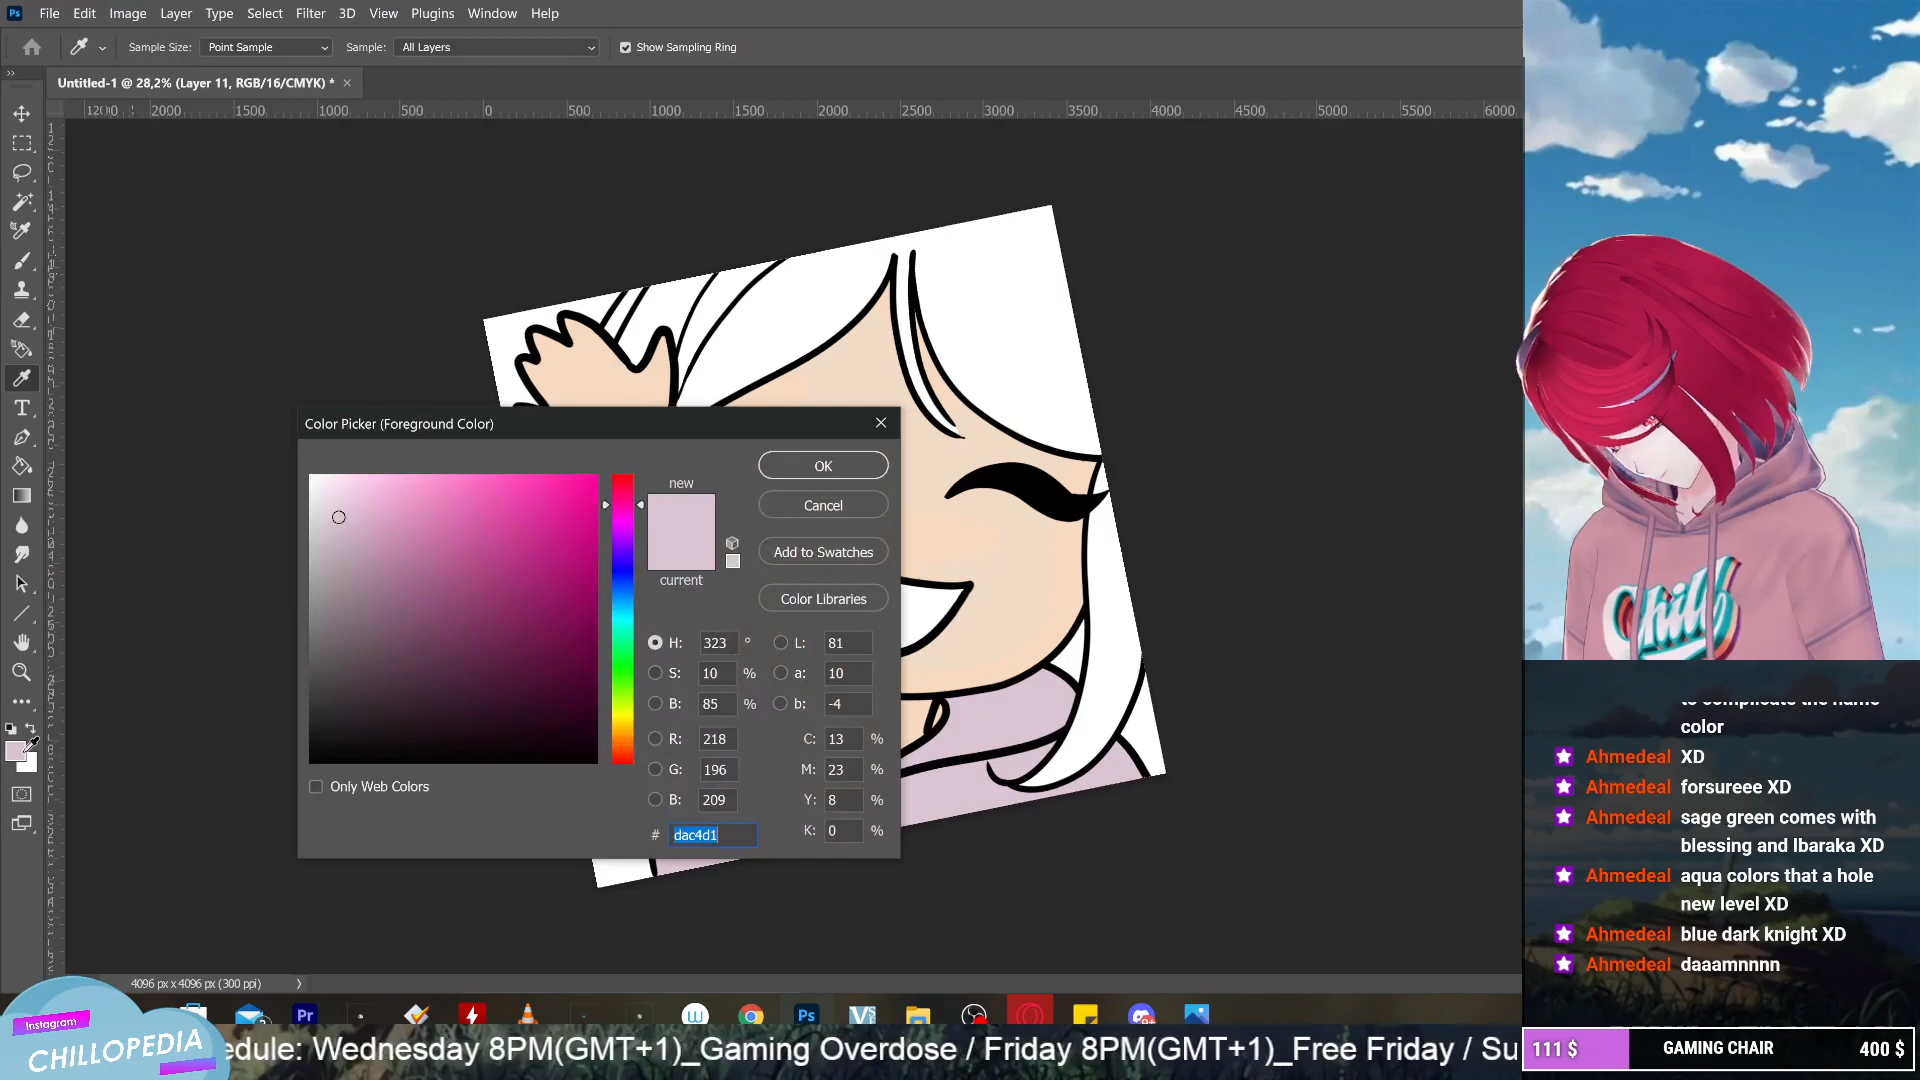 File Edit Image Layer Type Select Filter 3D View Plugins Window Help
Sample Size: Point Sample Sample: All Layers Show Sampling Ring
Untitled-1 @ 28,2% (Layer 11, RGB/16/CMYK) *
2000 1500 1000 500 0 500 1000 1500 2000 2500 3000 3500 4000 4500 5000 5500 6000
Color Picker (Foreground Color)
new
current
OK
Cancel
Add to Swatches
Color Libraries
H: 323 ° L: 81
S: 10 % a: 10
B: 85 % b: -4
R: 218 C: 13 %
G: 196 M: 23 %
B: 209 Y: 8 %
# dac4d1 K: 0 %
Only Web Colors
4096 px x 4096 px (300 ppi)
Chill
to complicate the name
color
Ahmedeal XD
Ahmedeal forsureee XD
Ahmedeal sage green comes with
blessing and lbaraka XD
Ahmedeal aqua colors that a hole
new level XD
Ahmedeal blue dark knight XD
Ahmedeal daaamnnnn
Instagram
CHILLOPEDIA
edule: Wednesday 8PM(GMT+1)_Gaming Overdose / Friday 8PM(GMT+1)_Free Friday / Su
111 $ GAMING CHAIR 400 $